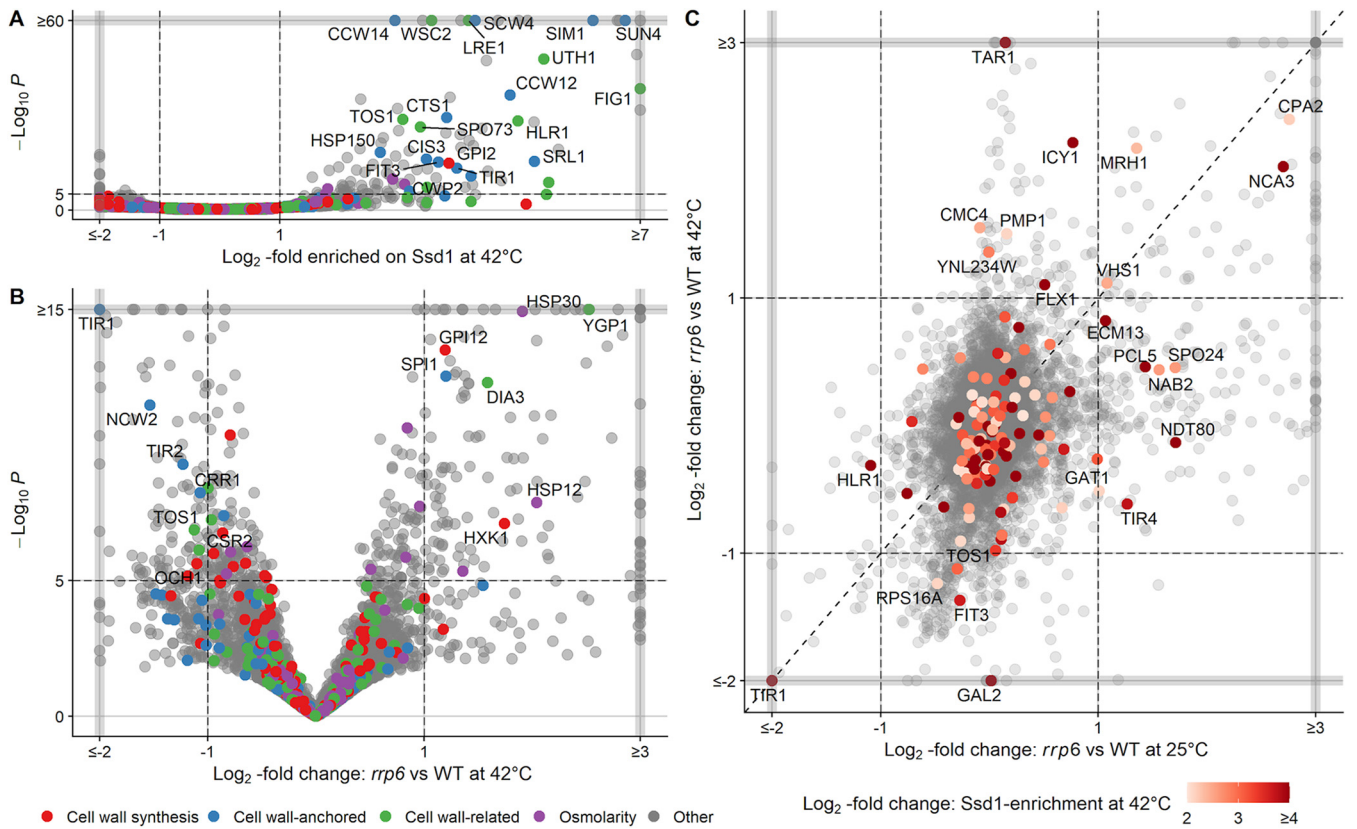 A
≥60
5
0
−Log10 P
CCW14
WSC2
SCW4
LRE1
SIM1
SUN4
UTH1
CCW12
FIG1
TOS1
CTS1
SPO73
HLR1
HSP150
CIS3
GPI2
SRL1
FIT3
TIR1
CWP2
≤-2
-1
1
≥7
Log2 -fold enriched on Ssd1 at 42°C
B
≥15
5
0
−Log10 P
TIR1
HSP30
YGP1
GPI12
SPI1
DIA3
NCW2
TIR2
CRR1
TOS1
CSR2
OCH1
HSP12
HXK1
≤-2
-1
1
≥3
Log2 -fold change: rrp6 vs WT at 42°C
C
≥3
1
-1
≤-2
Log2 -fold change: rrp6 vs WT at 42°C
TAR1
CPA2
ICY1
MRH1
NCA3
CMC4
PMP1
YNL234W
VHS1
FLX1
ECM13
PCL5
SPO24
NAB2
NDT80
HLR1
GAT1
TIR4
TOS1
RPS16A
FIT3
TfR1
GAL2
≤-2
-1
1
≥3
Log2 -fold change: rrp6 vs WT at 25°C
Cell wall synthesis
Cell wall-anchored
Cell wall-related
Osmolarity
Other
Log2 -fold change: Ssd1-enrichment at 42°C
2
3
≥4